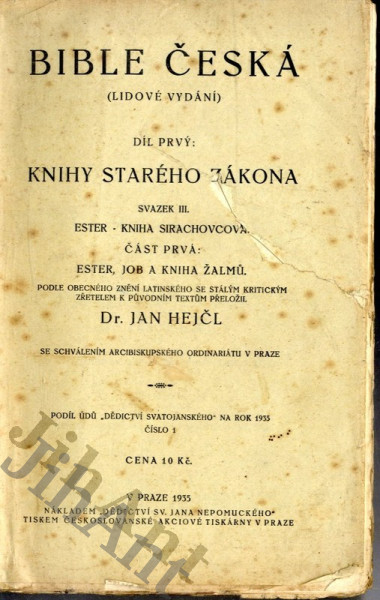 BIBLE ČESKÁ
(LIDOVÉ VYDÁNÍ)
DÍL PRVÝ:
KNIHY STARÉHO ZÁKONA
SVAZEK III.
ESTER - KNIHA SIRACHOVCOVA.
ČÁST PRVÁ:
ESTER, JOB A KNIHA ŽALMŮ.
PODLE OBECNÉHO ZNĚNÍ LATINSKÉHO SE STÁLÝM KRITICKÝM
ZŘETELEM K PŮVODNÍM TEXTŮM PŘELOŽIL
Dr. JAN HEJČL
SE SCHVÁLENÍM ARCIBISKUPSKÉHO ORDINARIÁTU V PRAZE
PODÍL ÚDŮ „DĚDICTVÍ SVATOJANSKÉHO" NA ROK 1935
ČÍSLO 1
CENA 10 Kč.
V PRAZE 1935
NÁKLADEM „DĚDICTVÍ SV. JANA NEPOMUCKÉHO"
TISKEM ČESKOSLOVANSKÉ AKCIOVÉ TISKÁRNY V PRAZE
JihAnt